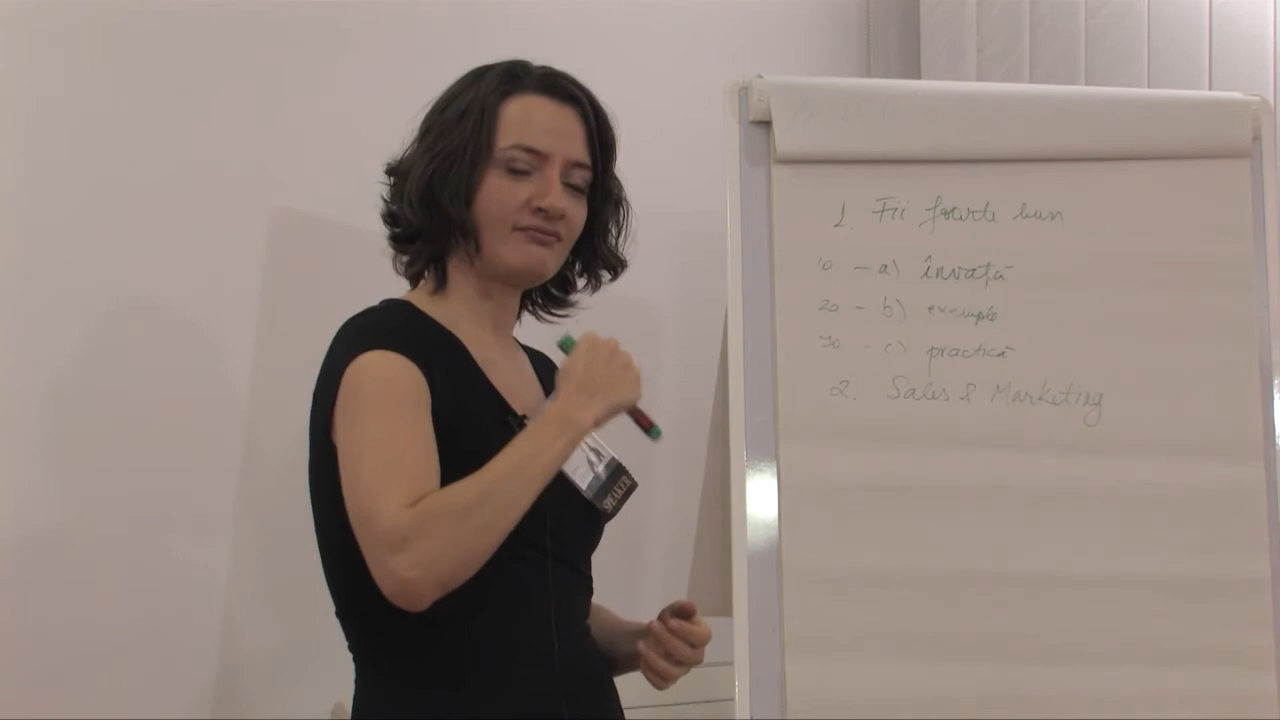 1. Fii foarte bun
10 - a) învață
20 - b) exemple
70 - c) practică
2. Sales & Marketing
SPEAKER